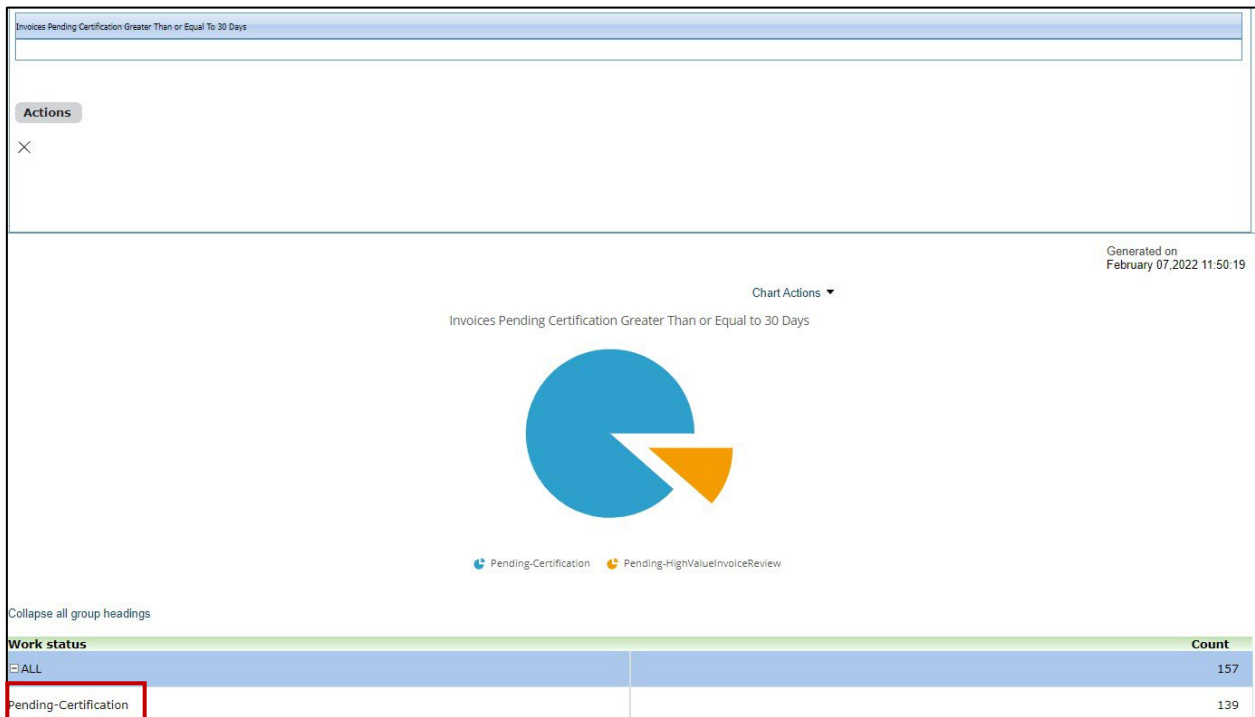 Invoices Pending Certification Greater Than or Equal To 30 Days
Actions
Generated on
February 07,2022 11:50:19
Chart Actions
Invoices Pending Certification Greater Than or Equal to 30 Days
Pending-Certification Pending-HighValueInvoiceReview
Collapse all group headings
Work status Count
ALL 157
Pending-Certification 139